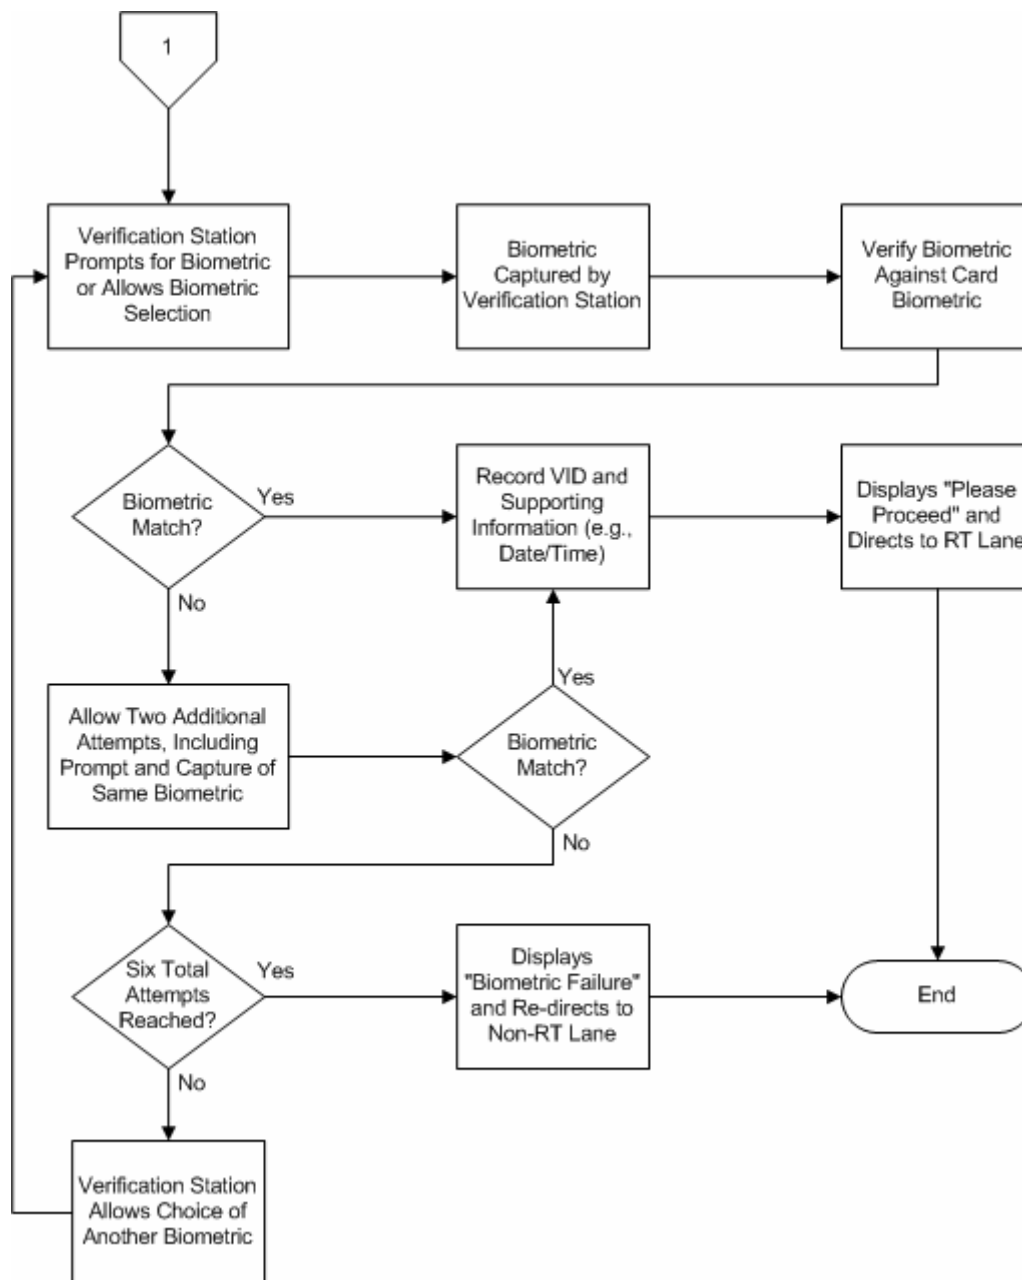 1
Verification Station
Prompts for Biometric
or Allows Biometric
Selection
Biometric
Captured by
Verification Station
Verify Biometric
Against Card
Biometric
Biometric
Match?
Yes
No
Record VID and
Supporting
Information (e.g.,
Date/Time)
Displays "Please
Proceed" and
Directs to RT Lane
Allow Two Additional
Attempts, Including
Prompt and Capture of
Same Biometric
Yes
Biometric
Match?
No
Six Total
Attempts
Reached?
Yes
No
Displays
"Biometric Failure"
and Re-directs to
Non-RT Lane
End
Verification Station
Allows Choice of
Another Biometric